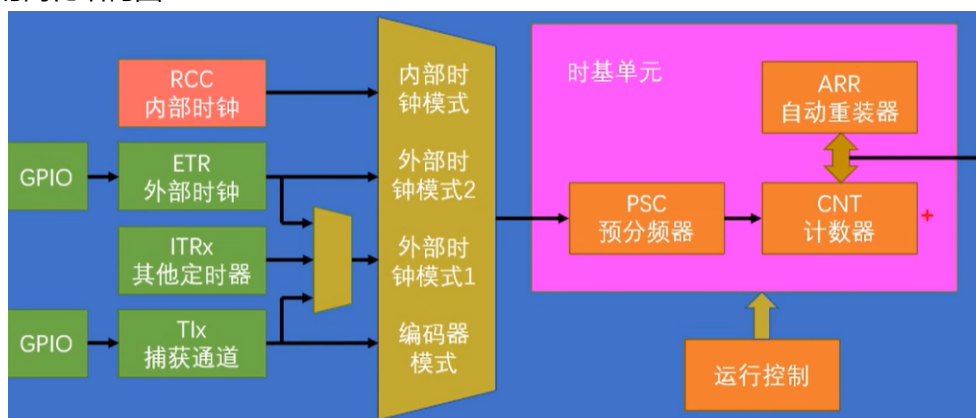 RCC
内部时钟
GPIO
ETR
外部时钟
ITRx
其他定时器
GPIO
TIx
捕获通道
内部时
钟模式
外部时
钟模式2
外部时
钟模式1
编码器
模式
时基单元
ARR
自动重装器
PSC
预分频器
CNT
计数器
+
运行控制